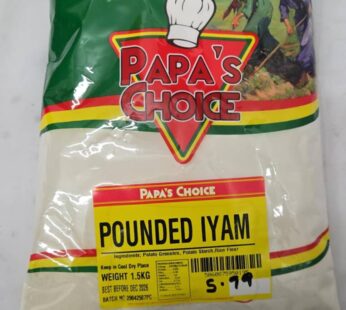 PAPA'S
CHOICE
PAPA'S CHOICE
POUNDED IYAM
Ingredients; Potato Granules, Potato Starch, Rice Flour
Keep in Cool Dry Place
WEIGHT 1.5KG
BEST BEFORE DEC 2026
5.99